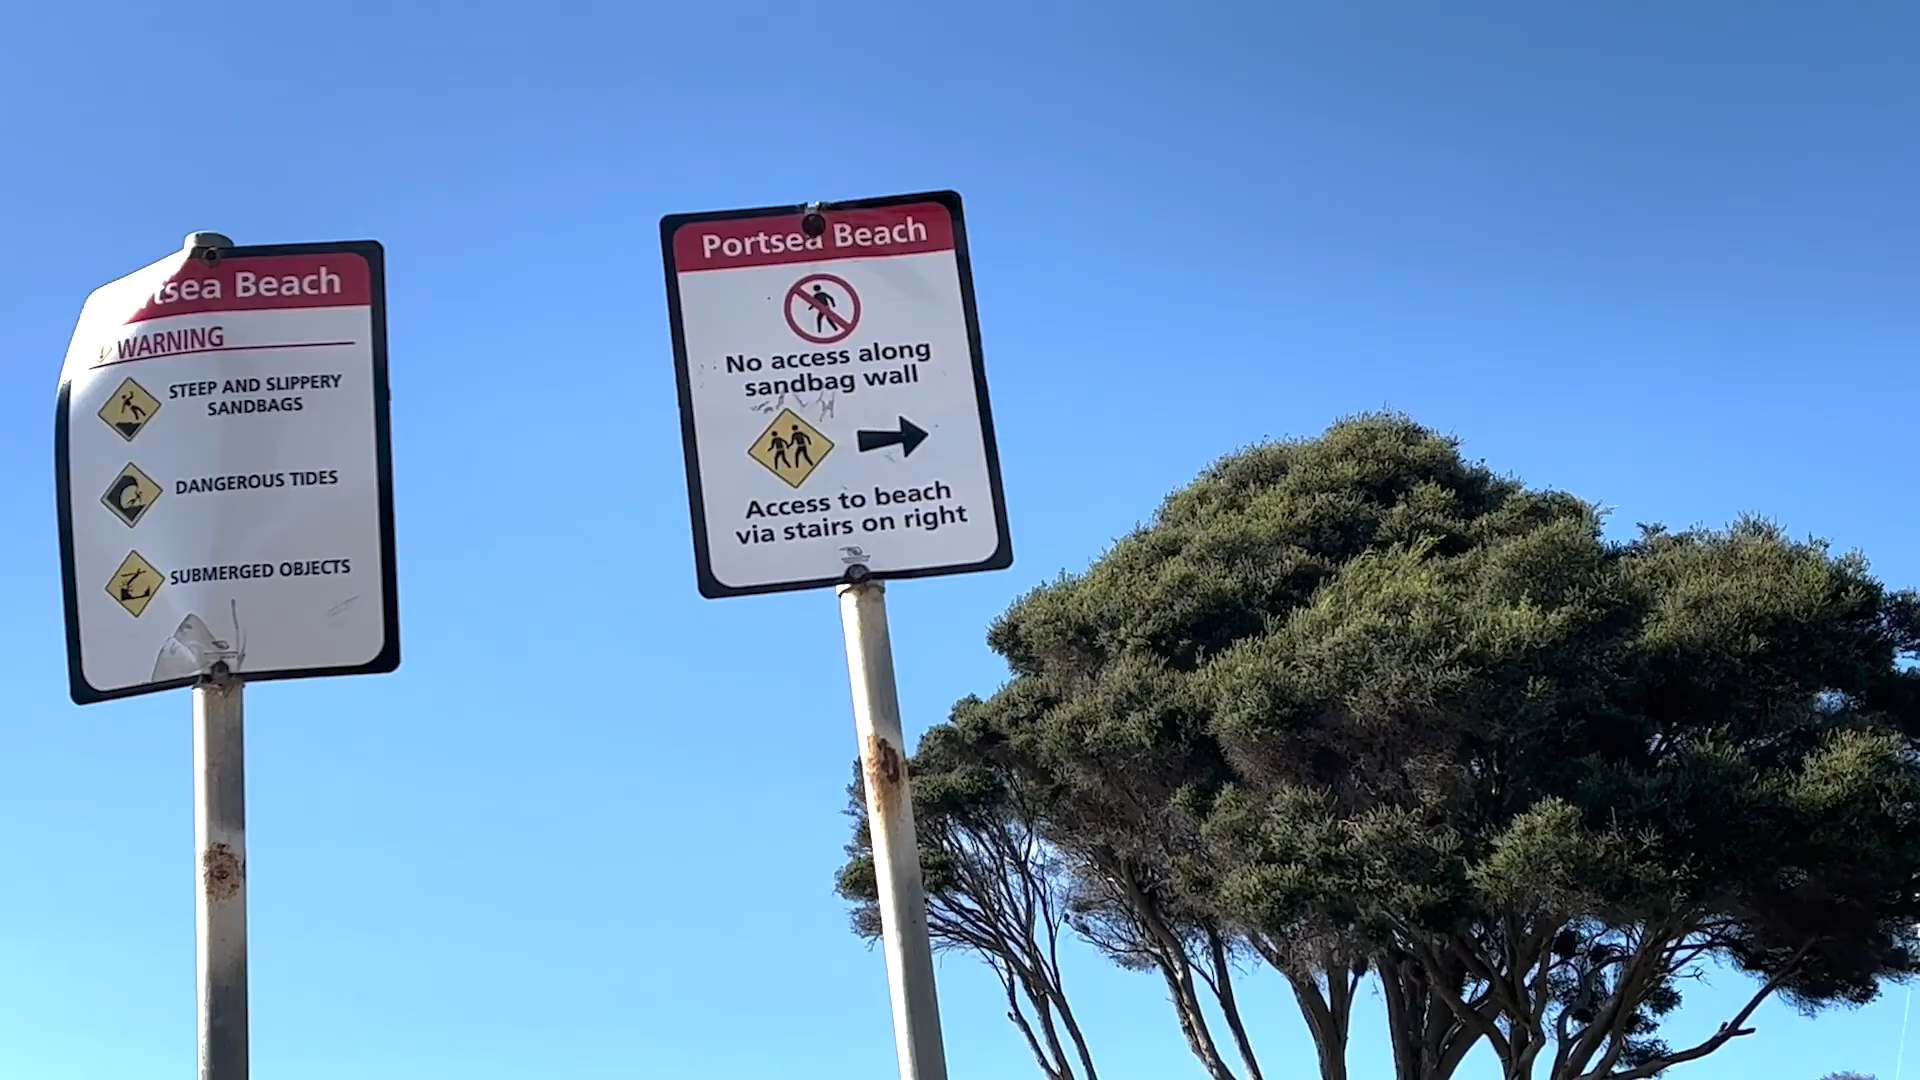 tsea Beach
WARNING
STEEP AND SLIPPERY
SANDBAGS
DANGEROUS TIDES
SUBMERGED OBJECTS
Portsea Beach
No access along
sandbag wall
Access to beach
via stairs on right